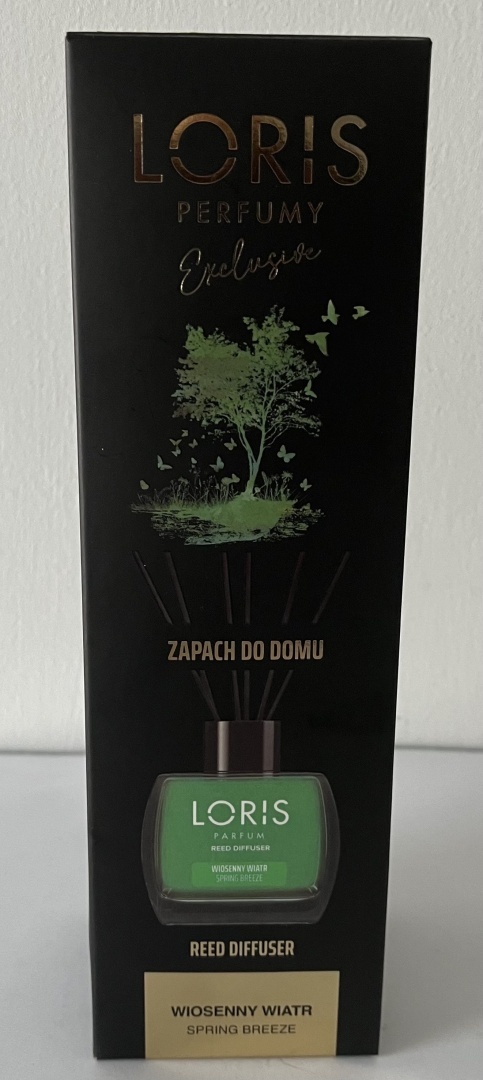 LORIS
PERFUMY
Exclusive
ZAPACH DO DOMU
LORIS
PARFUM
REED DIFFUSER
WIOSENNY WIATR
SPRING BREEZE
REED DIFFUSER
WIOSENNY WIATR
SPRING BREEZE